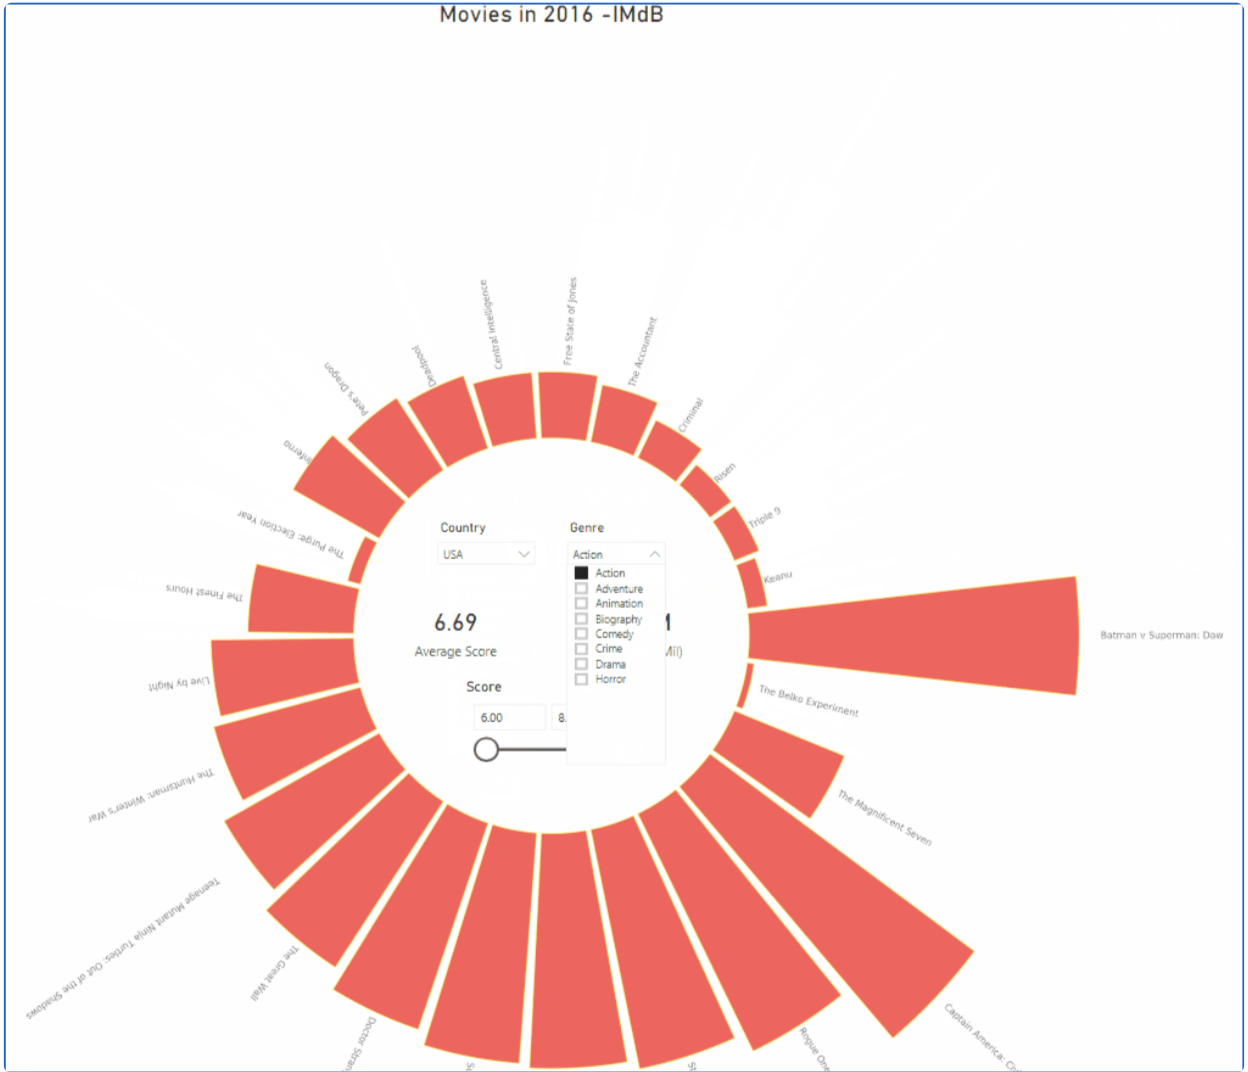 Movies in 2016 -IMdB
Central Intelligence
Free State of Jones
The Accountant
Deadpool
Pete's Dragon
Criminal
Inferno
Risen
Triple 9
The Purge: Election Year
Keanu
The Finest Hours
Batman v Superman: Daw
Live by Night
The Belko Experiment
The Huntsman: Winter's War
The Magnificent Seven
Teenage Mutant Ninja Turtles: Out of the Shadows
The Great Wall
Doctor Stran
Rogue One
Captain America:
Country
Genre
USA
Action
Action
Adventure
Animation
Biography
Comedy
Crime
Drama
Horror
6.69
Average Score
Mil)
Score
6.00
8.